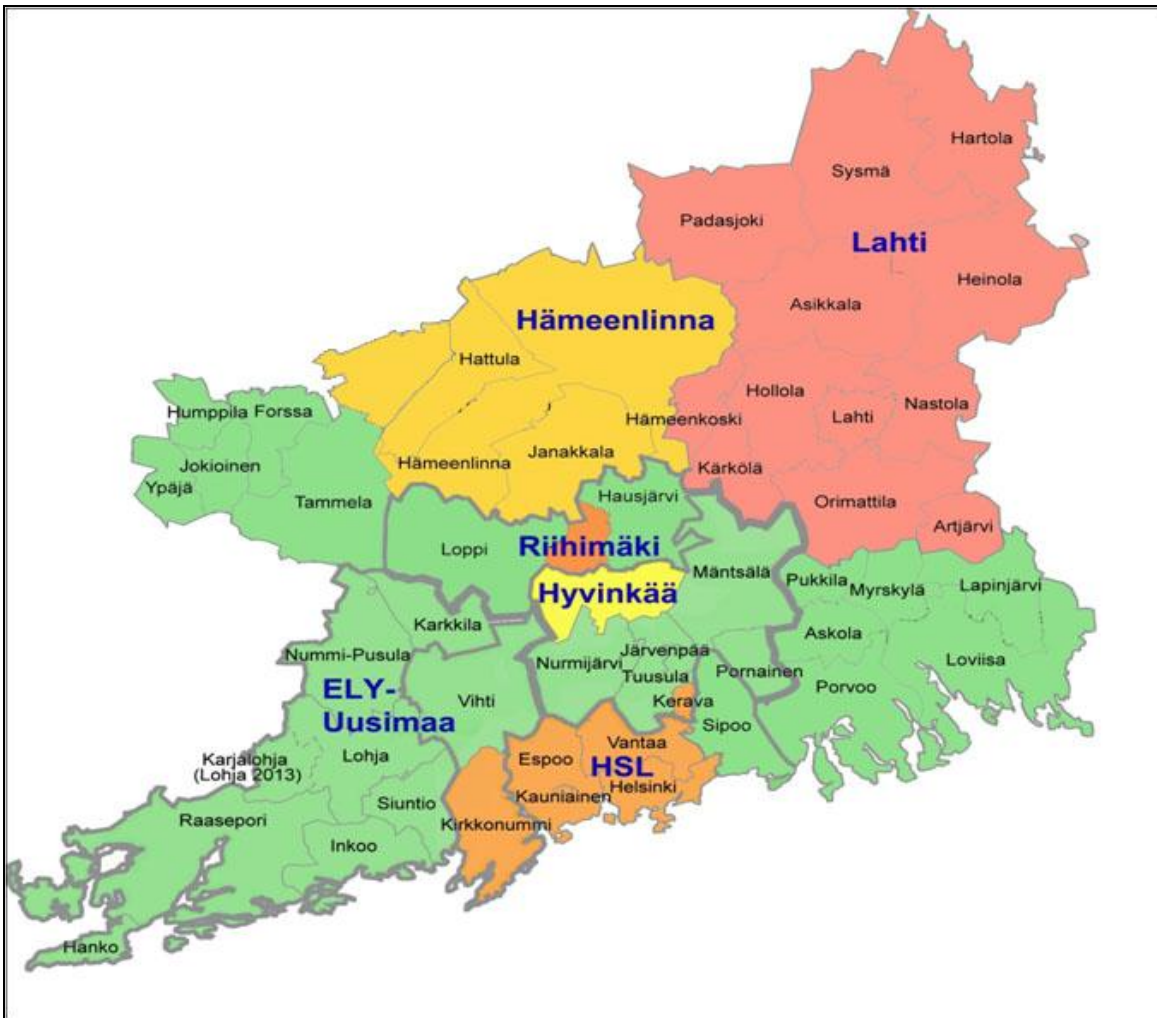 Hartola
Sysmä
Padasjoki
Lahti
Heinola
Asikkala
Hämeenlinna
Hattula
Hollola
Nastola
Humppila
Forssa
Hämeenkoski
Lahti
Janakkala
Jokioinen
Hämeenlinna
Kärkölä
Ypäjä
Tammela
Hausjärvi
Orimattila
Artjärvi
Loppi
Riihimäki
Mäntsälä
Pukkila
Myrskylä
Lapinjärvi
Hyvinkää
Karkkila
Askola
Nummi-Pusula
Nurmijärvi
Järvenpää
Tuusula
Pornainen
Loviisa
ELY-
Uusimaa
Vihti
Kerava
Porvoo
Sipoo
Karjalohja
(Lohja 2013)
Lohja
Espoo
Vantaa
HSL
Helsinki
Kauniainen
Siuntio
Raasepori
Kirkkonummi
Inkoo
Hanko